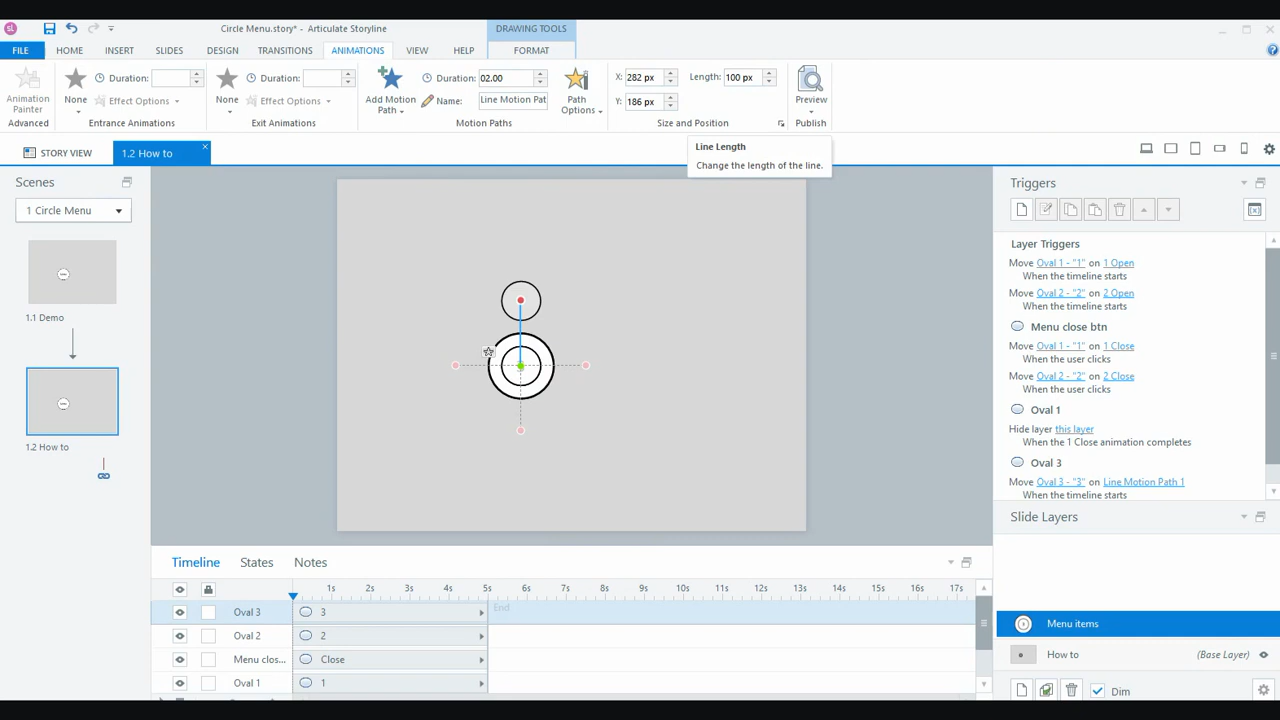 Circle Menu.story* - Articulate Storyline
DRAWING TOOLS
FILE HOME INSERT SLIDES DESIGN TRANSITIONS ANIMATIONS VIEW HELP FORMAT
Animation Painter
None
Duration:
Effect Options
None
Duration:
Effect Options
Add Motion Path
Duration: 02.00
Name: Line Motion Pat
Path Options
X: 282 px
Length: 100 px
Y: 186 px
Preview
Advanced
Entrance Animations
Exit Animations
Motion Paths
Size and Position
Publish
Line Length
Change the length of the line.
STORY VIEW
1.2 How to
Scenes
1 Circle Menu
1.1 Demo
1.2 How to
Triggers
Layer Triggers
Move Oval 1 - "1" on 1 Open
When the timeline starts
Move Oval 2 - "2" on 2 Open
When the timeline starts
Menu close btn
Move Oval 1 - "1" on 1 Close
When the user clicks
Move Oval 2 - "2" on 2 Close
When the user clicks
Oval 1
Hide layer this layer
When the 1 Close animation completes
Oval 3
Move Oval 3 - "3" on Line Motion Path 1
When the timeline starts
Slide Layers
Menu items
How to (Base Layer)
Dim
Timeline States Notes
1s 2s 3s 4s 5s 6s 7s 8s 9s 10s 11s 12s 13s 14s 15s 16s 17s
Oval 3 3 End
Oval 2 2
Menu clos... Close
Oval 1 1